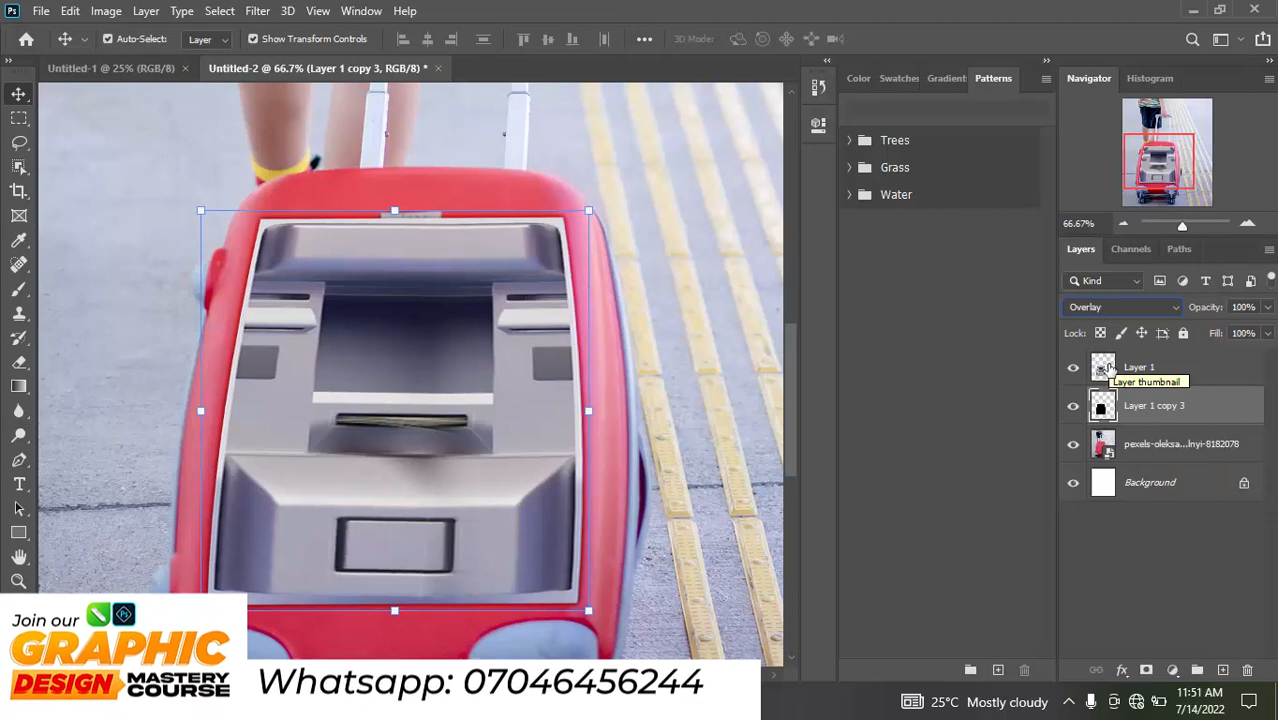 Ps File Edit Image Layer Type Select Filter 3D View Window Help
Auto-Select: Layer Show Transform Controls 3D Mode:
Untitled-1 @ 25% (RGB/8) Untitled-2 @ 66.7% (Layer 1 copy 3, RGB/8) *
Color Swatches Gradients Patterns
Trees
Grass
Water
Navigator Histogram
66.67%
Layers Channels Paths
Kind
Overlay Opacity: 100%
Lock: Fill: 100%
Layer 1
Layer thumbnail
Layer 1 copy 3
pexels-oleksa...lnyi-8182078
Background
Join our Ps
GRAPHIC
DESIGN MASTERY
COURSE
Whatsapp: 07046456244
25°C Mostly cloudy
11:51 AM
7/14/2022